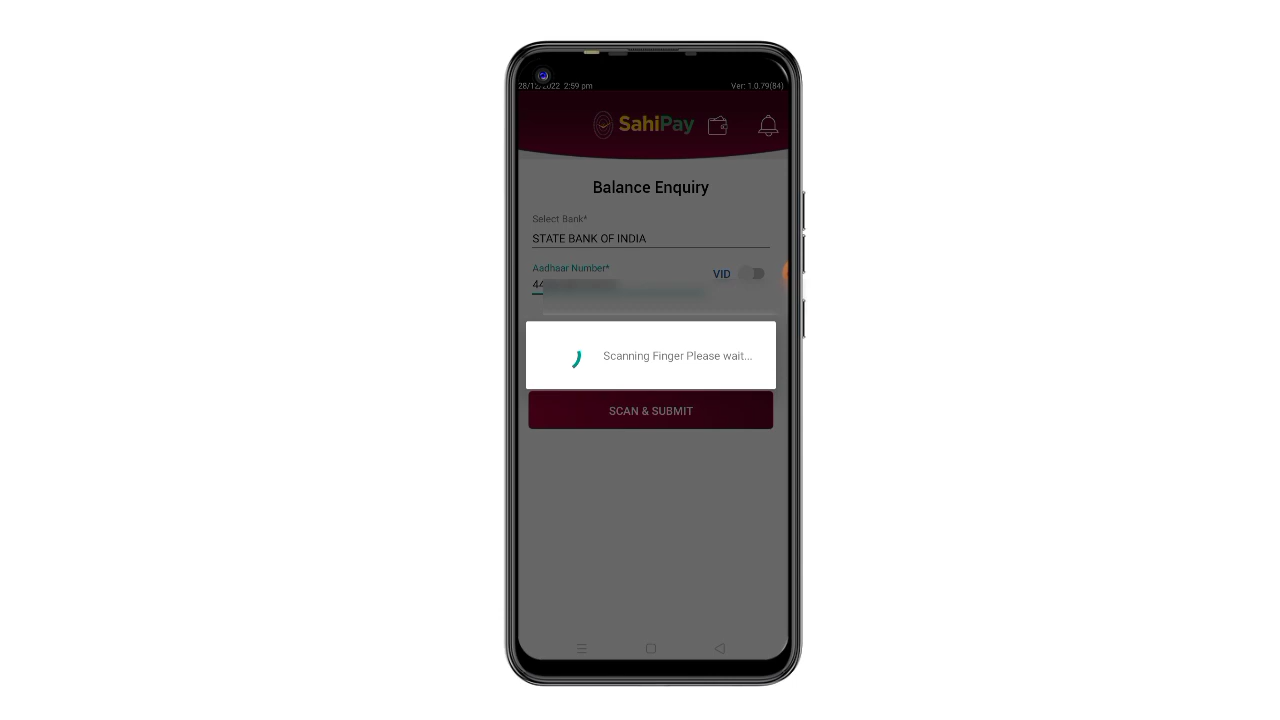 28/12/2022 2:59 pm Ver: 1.0.79(84)
SahiPay
Balance Enquiry
Select Bank*
STATE BANK OF INDIA
Aadhaar Number*
VID
44
Scanning Finger Please wait...
SCAN & SUBMIT